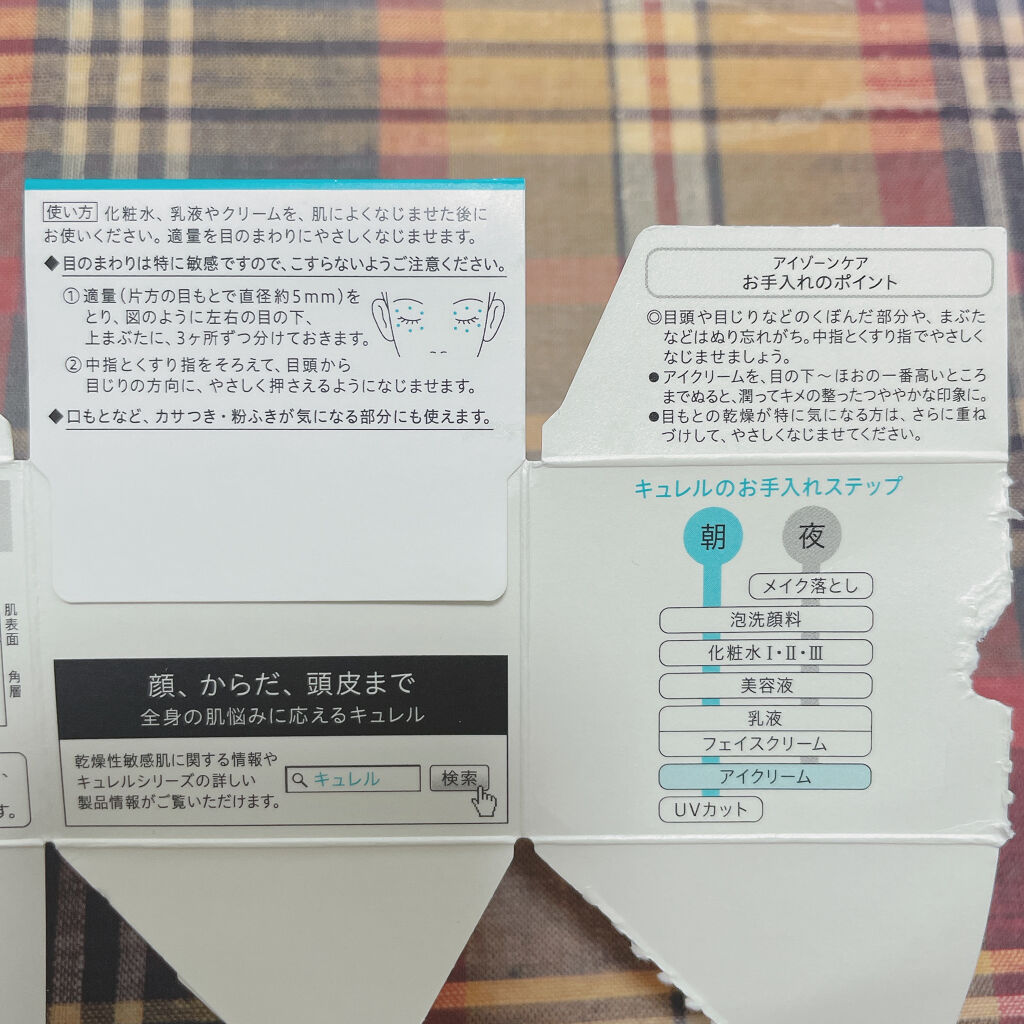 使い方 化粧水、乳液やクリームを、肌によくなじませた後に
お使いください。適量を目のまわりにやさしくなじませます。
◆目のまわりは特に敏感ですので、こすらないようご注意ください。
①適量(片方の目もとで直径約5mm)を
とり、図のように左右の目の下、
上まぶたに、3ヶ所ずつ分けておきます。
②中指とくすり指をそろえて、目頭から
目じりの方向に、やさしく押さえるようになじませます。
◆口もとなど、カサつき・粉ふきが気になる部分にも使えます。
アイゾーンケア
お手入れのポイント
◎目頭や目じりなどのくぼんだ部分や、まぶた
などはぬり忘れがち。中指とくすり指でやさしく
なじませましょう。
●アイクリームを、目の下～ほおの一番高いところ
までぬると、潤ってキメの整ったつややかな印象に。
●目もとの乾燥が特に気になる方は、さらに重ね
づけして、やさしくなじませてください。
キュレルのお手入れステップ
朝 夜
メイク落とし
泡洗顔料
化粧水Ⅰ・Ⅱ・Ⅲ
美容液
乳液
フェイスクリーム
アイクリーム
UVカット
肌表面
角層
す。
顔、からだ、頭皮まで
全身の肌悩みに応えるキュレル
乾燥性敏感肌に関する情報や
キュレルシリーズの詳しい
製品情報がご覧いただけます。
キュレル 検索